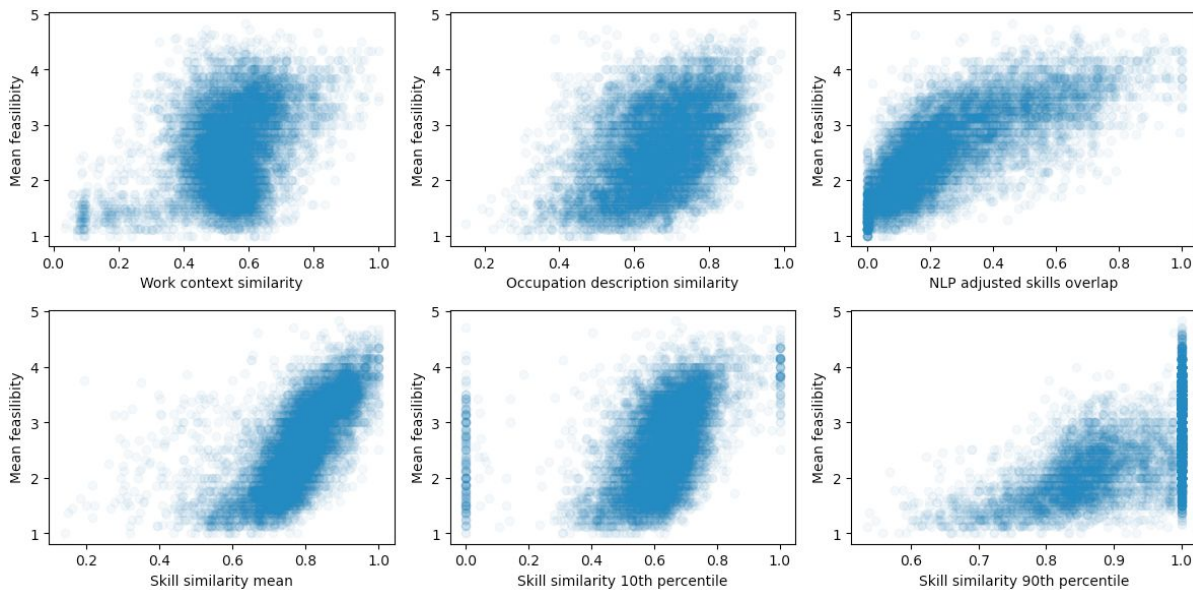 Mean feasilibity
5
4
3
2
1
0.0 0.2 0.4 0.6 0.8 1.0
Work context similarity
Mean feasilibity
5
4
3
2
1
0.2 0.4 0.6 0.8 1.0
Occupation description similarity
Mean feasilibity
5
4
3
2
1
0.0 0.2 0.4 0.6 0.8 1.0
NLP adjusted skills overlap
Mean feasilibity
5
4
3
2
1
0.2 0.4 0.6 0.8 1.0
Skill similarity mean
Mean feasilibity
5
4
3
2
1
0.0 0.2 0.4 0.6 0.8 1.0
Skill similarity 10th percentile
Mean feasilibity
5
4
3
2
1
0.6 0.7 0.8 0.9 1.0
Skill similarity 90th percentile